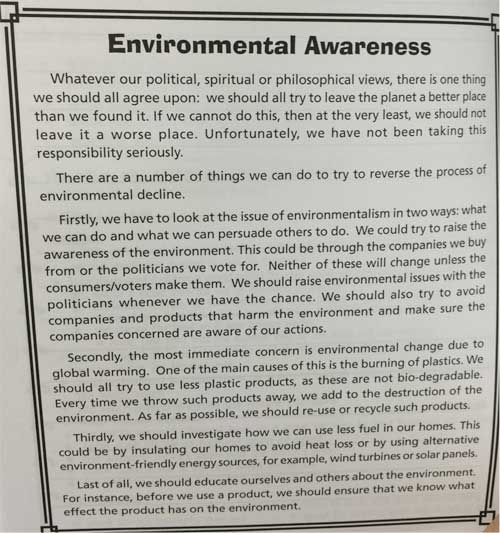 Environmental Awareness
Whatever our political, spiritual or philosophical views, there is one thing
we should all agree upon: we should all try to leave the planet a better place
than we found it. If we cannot do this, then at the very least, we should not
leave it a worse place. Unfortunately, we have not been taking this
responsibility seriously.
There are a number of things we can do to try to reverse the process of
environmental decline.
Firstly, we have to look at the issue of environmentalism in two ways: what
we can do and what we can persuade others to do. We could try to raise the
awareness of the environment. This could be through the companies we buy
from or the politicians we vote for. Neither of these will change unless the
consumers/voters make them. We should raise environmental issues with the
politicians whenever we have the chance. We should also try to avoid
companies and products that harm the environment and make sure the
companies concerned are aware of our actions.
Secondly, the most immediate concern is environmental change due to
global warming. One of the main causes of this is the burning of plastics. We
should all try to use less plastic products, as these are not bio-degradable.
Every time we throw such products away, we add to the destruction of the
environment. As far as possible, we should re-use or recycle such products.
Thirdly, we should investigate how we can use less fuel in our homes. This
could be by insulating our homes to avoid heat loss or by using alternative
environment-friendly energy sources, for example, wind turbines or solar panels.
Last of all, we should educate ourselves and others about the environment.
For instance, before we use a product, we should ensure that we know what
effect the product has on the environment.